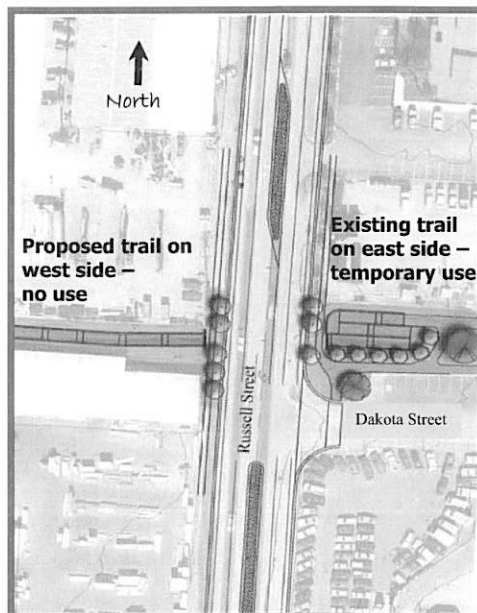 North
Proposed trail on
west side –
no use
Existing trail
on east side –
temporary use
Russell Street
Dakota Street